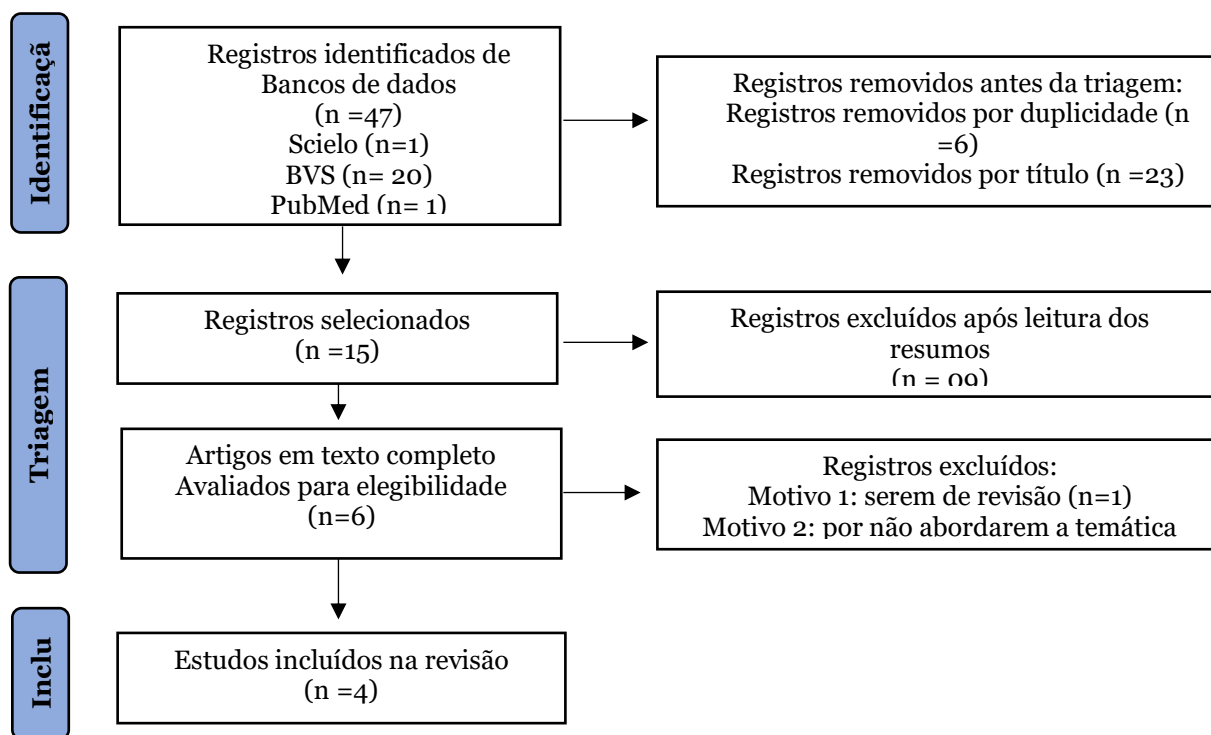 Identificaçã
Registros identificados de
Bancos de dados
(n =47)
Scielo (n=1)
BVS (n= 20)
PubMed (n= 1)
Registros removidos antes da triagem:
Registros removidos por duplicidade (n
=6)
Registros removidos por título (n =23)
Triagem
Registros selecionados
(n =15)
Registros excluídos após leitura dos
resumos
(n = 09)
Artigos em texto completo
Avaliados para elegibilidade
(n=6)
Registros excluídos:
Motivo 1: serem de revisão (n=1)
Motivo 2: por não abordarem a temática
Inclu
Estudos incluídos na revisão
(n =4)